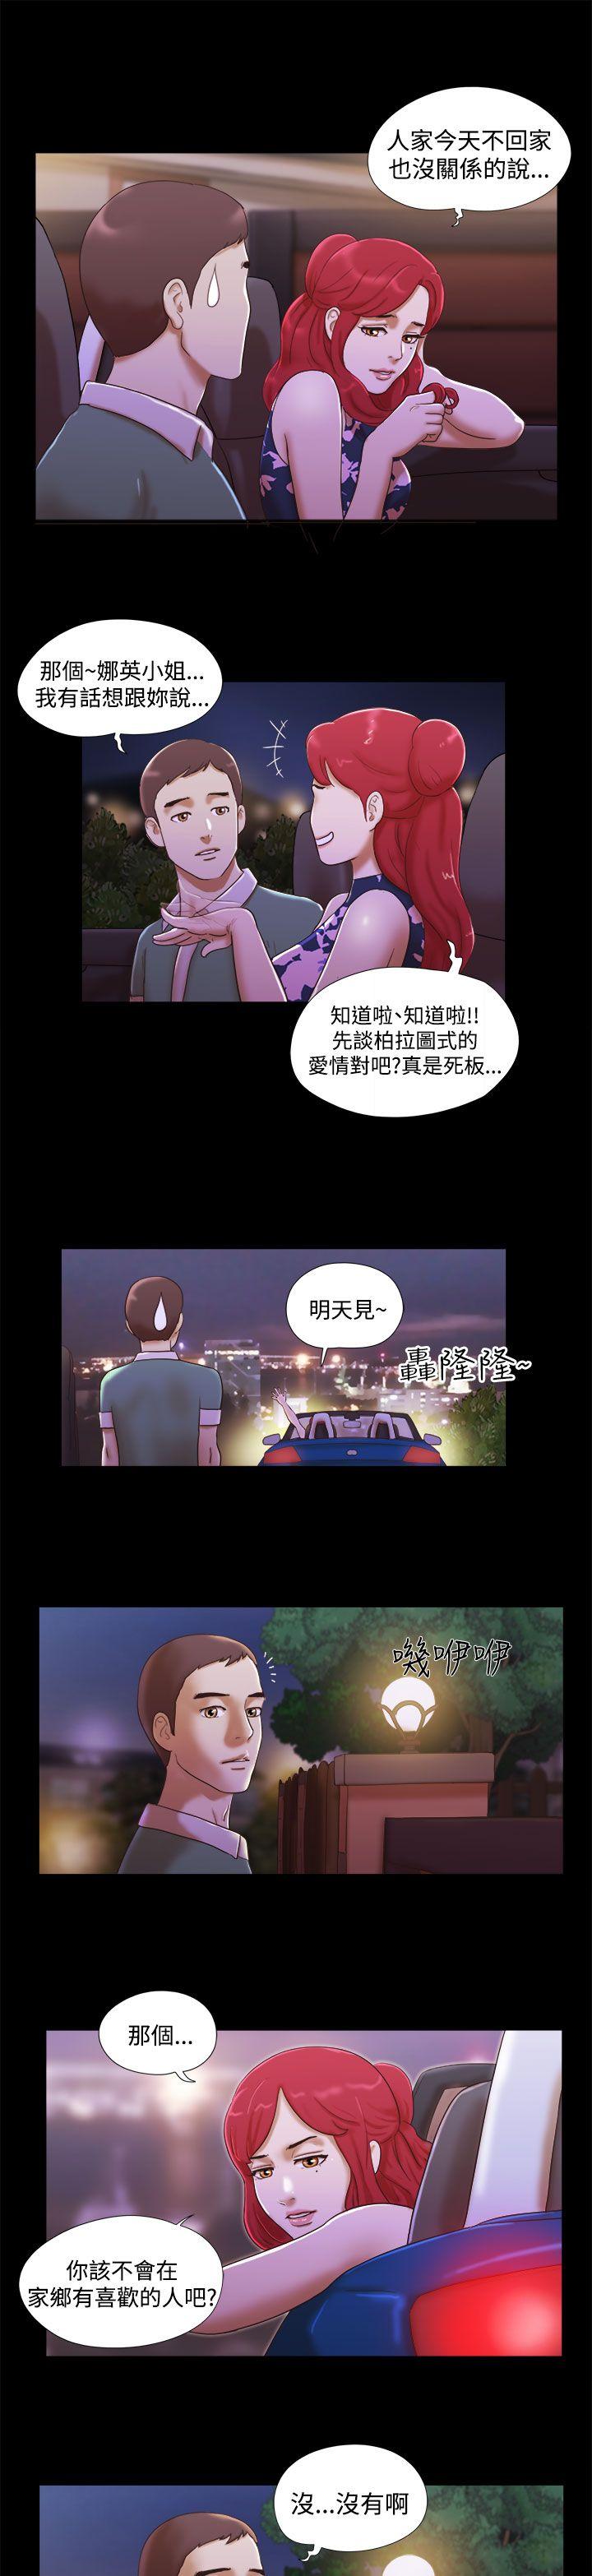 人家今天不回家
也沒關係的說...
那個~娜英小姐...
我有話想跟妳說...
知道啦、知道啦!!
先談柏拉圖式的
愛情對吧?真是死板...
明天見~
轟隆隆~
嘰咿咿
那個...
你該不會在
家鄉有喜歡的人吧?
沒...沒有啊